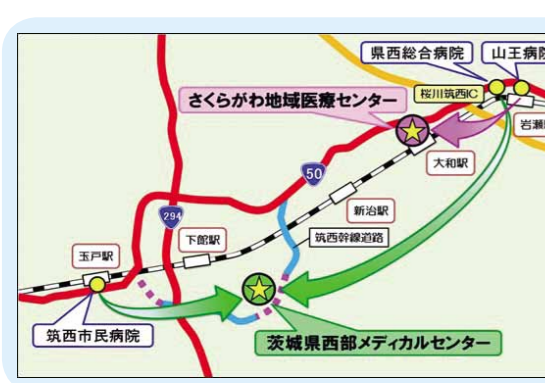 県西総合病院
山王病院
桜川筑西IC
さくらがわ地域医療センター
岩瀬
大和駅
50
294
新治駅
下館駅
筑西幹線道路
玉戸駅
筑西市民病院
茨城県西部メディカルセンター